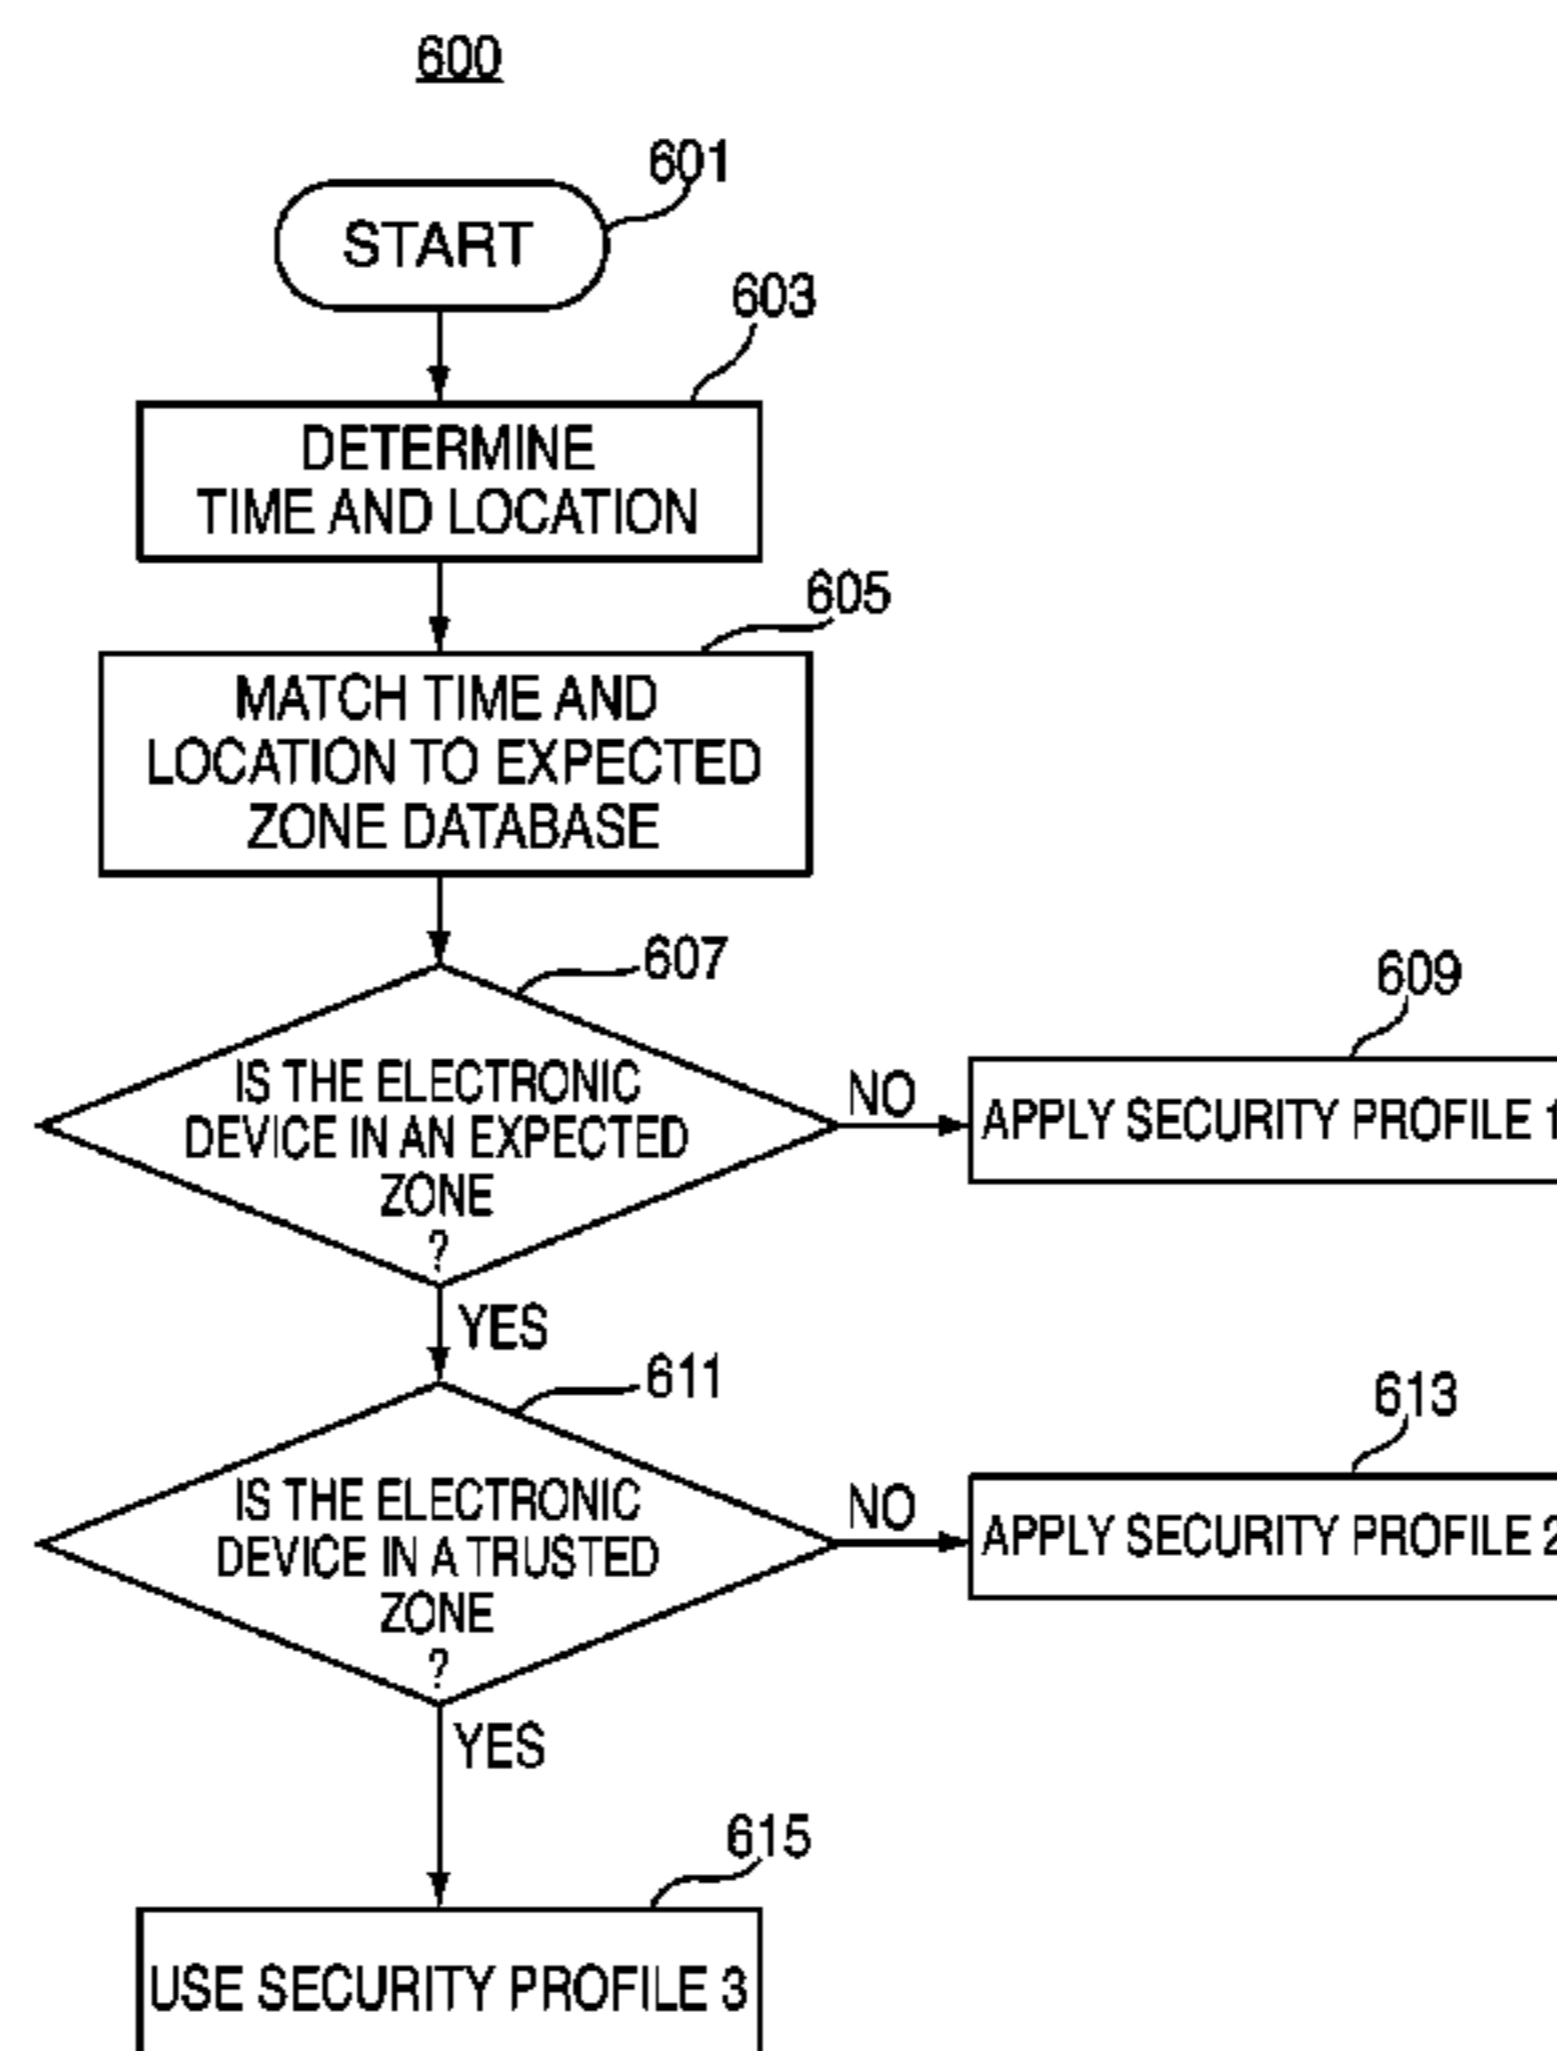 600
601
START
603
DETERMINE
TIME AND LOCATION
605
MATCH TIME AND
LOCATION TO EXPECTED
ZONE DATABASE
607
IS THE ELECTRONIC
DEVICE IN AN EXPECTED
ZONE
?
NO
609
APPLY SECURITY PROFILE 1
YES
611
IS THE ELECTRONIC
DEVICE IN A TRUSTED
ZONE
?
NO
613
APPLY SECURITY PROFILE 2
YES
615
USE SECURITY PROFILE 3